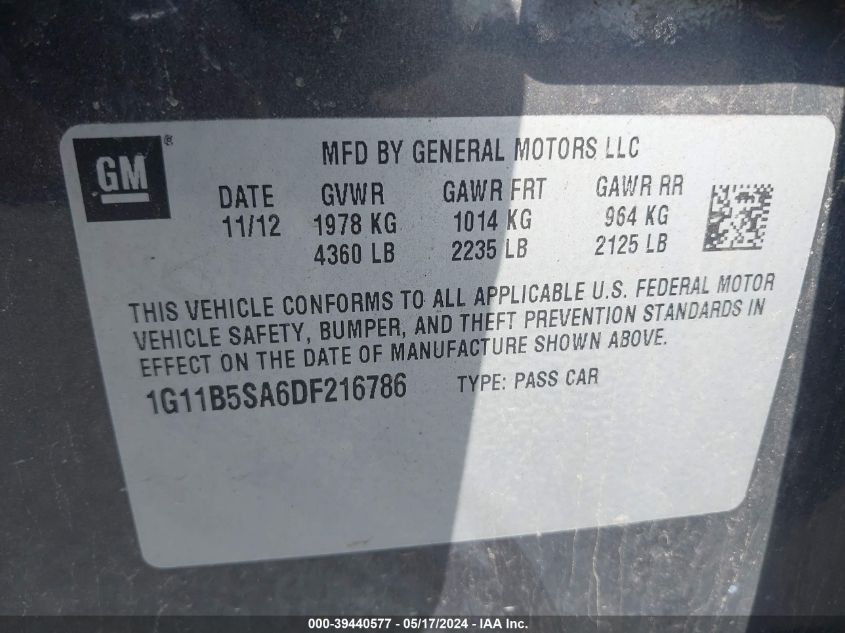 GM®
MFD BY GENERAL MOTORS LLC
DATE GVWR GAWR FRT GAWR RR
11/12 1978 KG 1014 KG 964 KG
4360 LB 2235 LB 2125 LB
THIS VEHICLE CONFORMS TO ALL APPLICABLE U.S. FEDERAL MOTOR
VEHICLE SAFETY, BUMPER, AND THEFT PREVENTION STANDARDS IN
EFFECT ON THE DATE OF MANUFACTURE SHOWN ABOVE.
1G11B5SA6DF216786 TYPE: PASS CAR
000-39440577 - 05/17/2024 - IAA Inc.